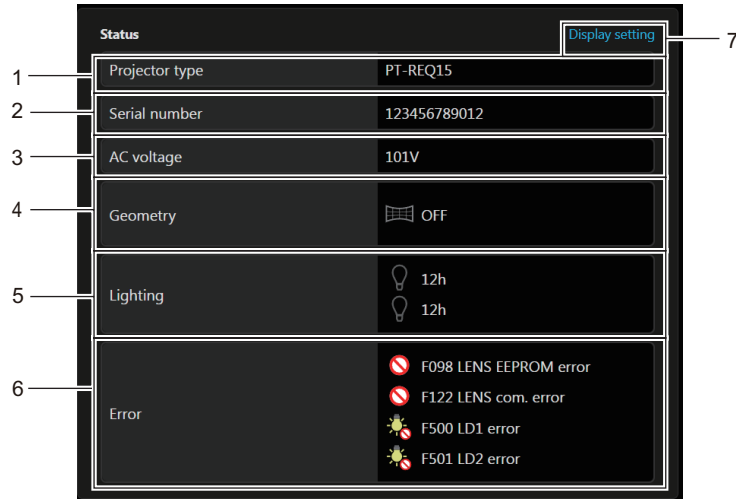 Status
Display setting
7
1
Projector type
PT-REQ15
2
Serial number
123456789012
3
AC voltage
101V
4
Geometry
OFF
5
Lighting
12h
12h
6
Error
F098 LENS EEPROM error
F122 LENS com. error
F500 LD1 error
F501 LD2 error